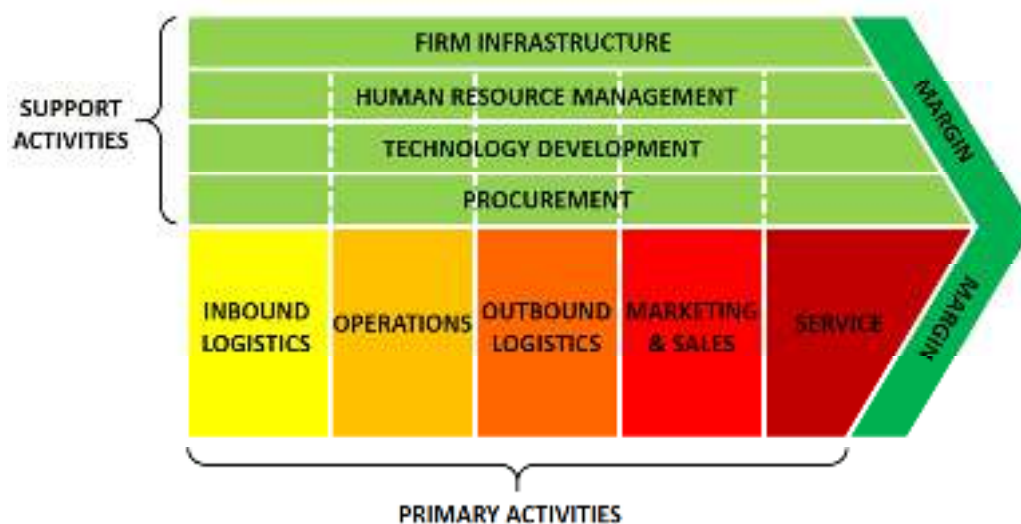 FIRM INFRASTRUCTURE
HUMAN RESOURCE MANAGEMENT
TECHNOLOGY DEVELOPMENT
PROCUREMENT
SUPPORT
ACTIVITIES
MARGIN
INBOUND
LOGISTICS
OPERATIONS
OUTBOUND
LOGISTICS
MARKETING
& SALES
SERVICE
MARGIN
PRIMARY ACTIVITIES